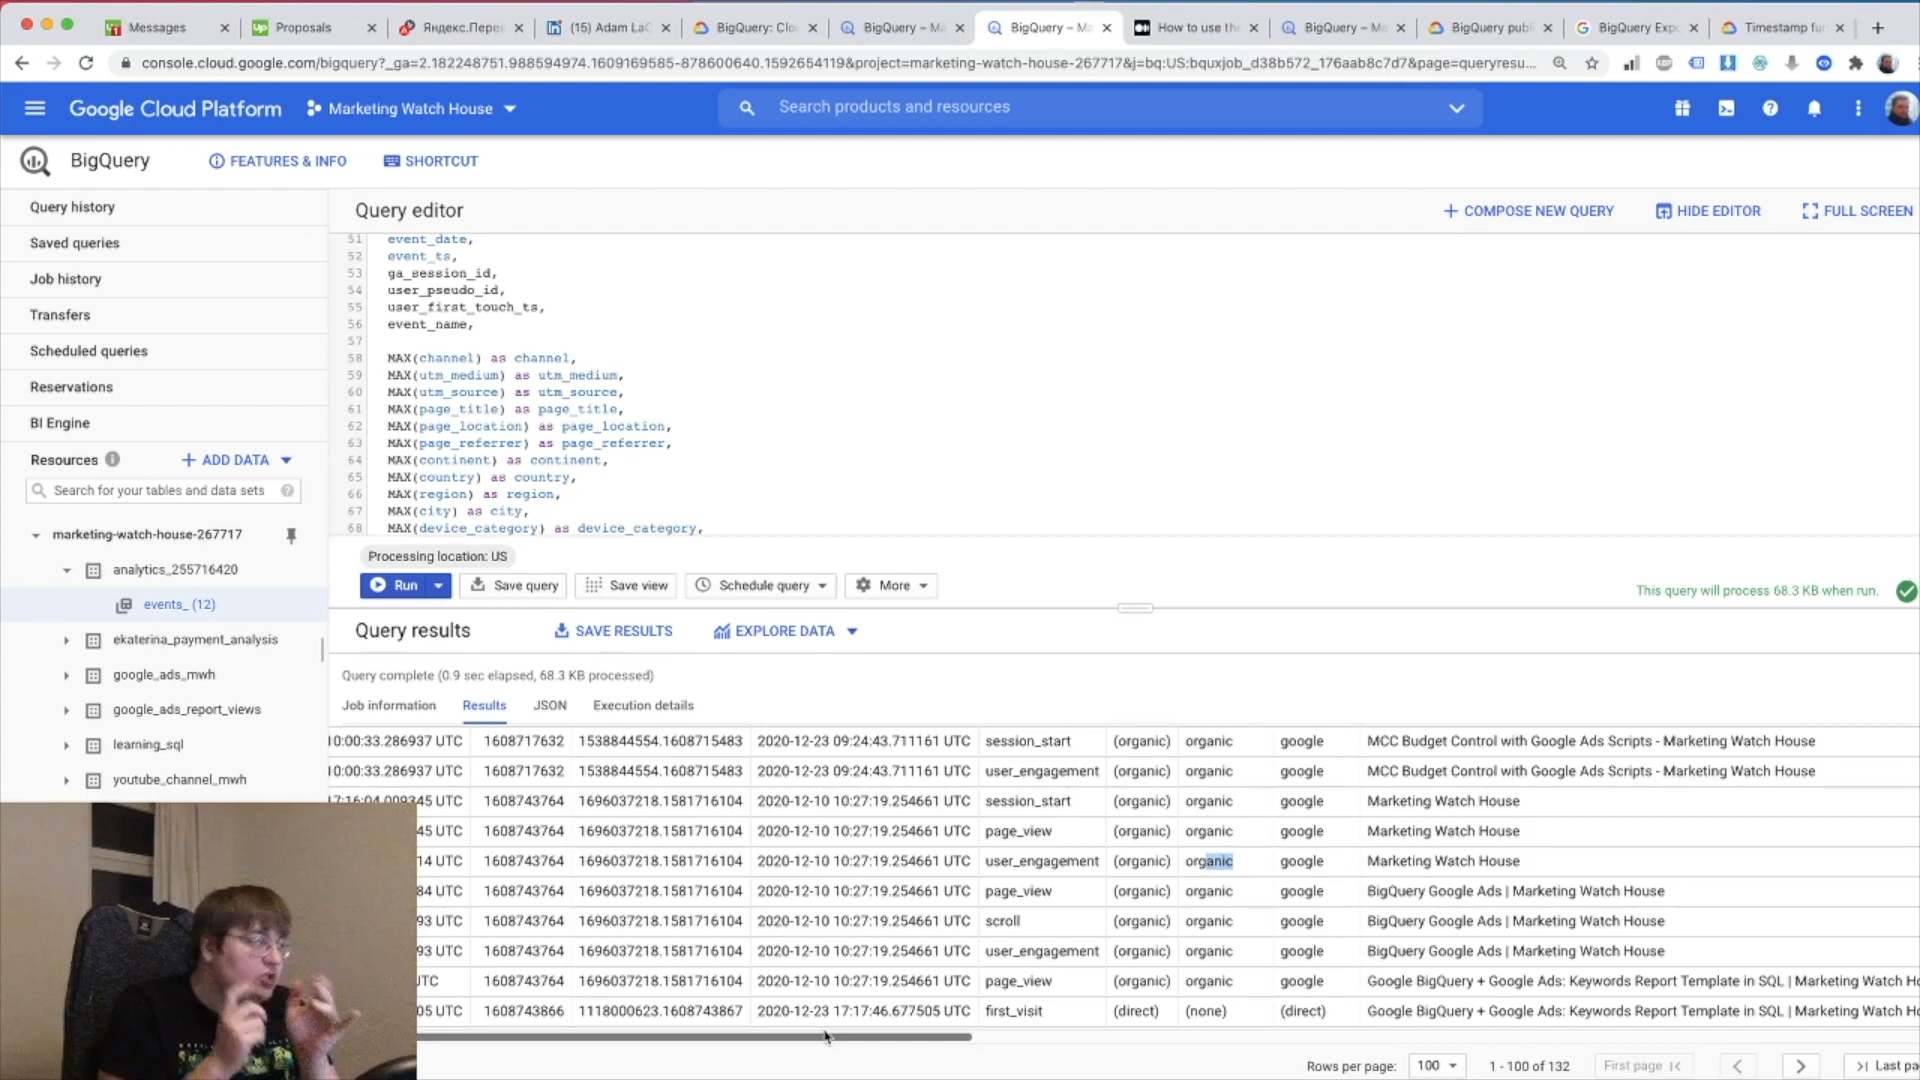 Messages
Proposals
Яндекс.Пере
(15) Adam LaC
BigQuery: Clo
BigQuery – Ma
BigQuery – Ma
How to use the
BigQuery – Ma
BigQuery publ
BigQuery Expo
Timestamp fun
console.cloud.google.com/bigquery?_ga=2.182248751.988594974.1609169585-878600640.1592654119&project=marketing-watch-house-267717&j=bq:US:bquxjob_d38b572_176aab8c7d7&page=queryresu...
Google Cloud Platform
Marketing Watch House
Search products and resources
BigQuery
FEATURES & INFO
SHORTCUT
Query history
Saved queries
Job history
Transfers
Scheduled queries
Reservations
BI Engine
Resources
ADD DATA
Search for your tables and data sets
marketing-watch-house-267717
analytics_255716420
events_ (12)
ekaterina_payment_analysis
google_ads_mwh
google_ads_report_views
learning_sql
youtube_channel_mwh
Query editor
COMPOSE NEW QUERY
HIDE EDITOR
FULL SCREEN
51 event_date,
52 event_ts,
53 ga_session_id,
54 user_pseudo_id,
55 user_first_touch_ts,
56 event_name,
57
58 MAX(channel) as channel,
59 MAX(utm_medium) as utm_medium,
60 MAX(utm_source) as utm_source,
61 MAX(page_title) as page_title,
62 MAX(page_location) as page_location,
63 MAX(page_referrer) as page_referrer,
64 MAX(continent) as continent,
65 MAX(country) as country,
66 MAX(region) as region,
67 MAX(city) as city,
68 MAX(device_category) as device_category,
Processing location: US
Run
Save query
Save view
Schedule query
More
This query will process 68.3 KB when run.
Query results
SAVE RESULTS
EXPLORE DATA
Query complete (0.9 sec elapsed, 68.3 KB processed)
Job information
Results
JSON
Execution details
10:00:33.286937 UTC 1608717632 1538844554.1608715483 2020-12-23 09:24:43.711161 UTC session_start (organic) organic google MCC Budget Control with Google Ads Scripts - Marketing Watch House
10:00:33.286937 UTC 1608717632 1538844554.1608715483 2020-12-23 09:24:43.711161 UTC user_engagement (organic) organic google MCC Budget Control with Google Ads Scripts - Marketing Watch House
17:16:04.009345 UTC 1608743764 1696037218.1581716104 2020-12-10 10:27:19.254661 UTC session_start (organic) organic google Marketing Watch House
45 UTC 1608743764 1696037218.1581716104 2020-12-10 10:27:19.254661 UTC page_view (organic) organic google Marketing Watch House
14 UTC 1608743764 1696037218.1581716104 2020-12-10 10:27:19.254661 UTC user_engagement (organic) organic google Marketing Watch House
84 UTC 1608743764 1696037218.1581716104 2020-12-10 10:27:19.254661 UTC page_view (organic) organic google BigQuery Google Ads | Marketing Watch House
93 UTC 1608743764 1696037218.1581716104 2020-12-10 10:27:19.254661 UTC scroll (organic) organic google BigQuery Google Ads | Marketing Watch House
93 UTC 1608743764 1696037218.1581716104 2020-12-10 10:27:19.254661 UTC user_engagement (organic) organic google BigQuery Google Ads | Marketing Watch House
UTC 1608743764 1696037218.1581716104 2020-12-10 10:27:19.254661 UTC page_view (organic) organic google Google BigQuery + Google Ads: Keywords Report Template in SQL | Marketing Watch Ho
05 UTC 1608743866 1118000623.1608743867 2020-12-23 17:17:46.677505 UTC first_visit (direct) (none) (direct) Google BigQuery + Google Ads: Keywords Report Template in SQL | Marketing Watch Ho
Rows per page: 100
1 - 100 of 132
First page
Last pa